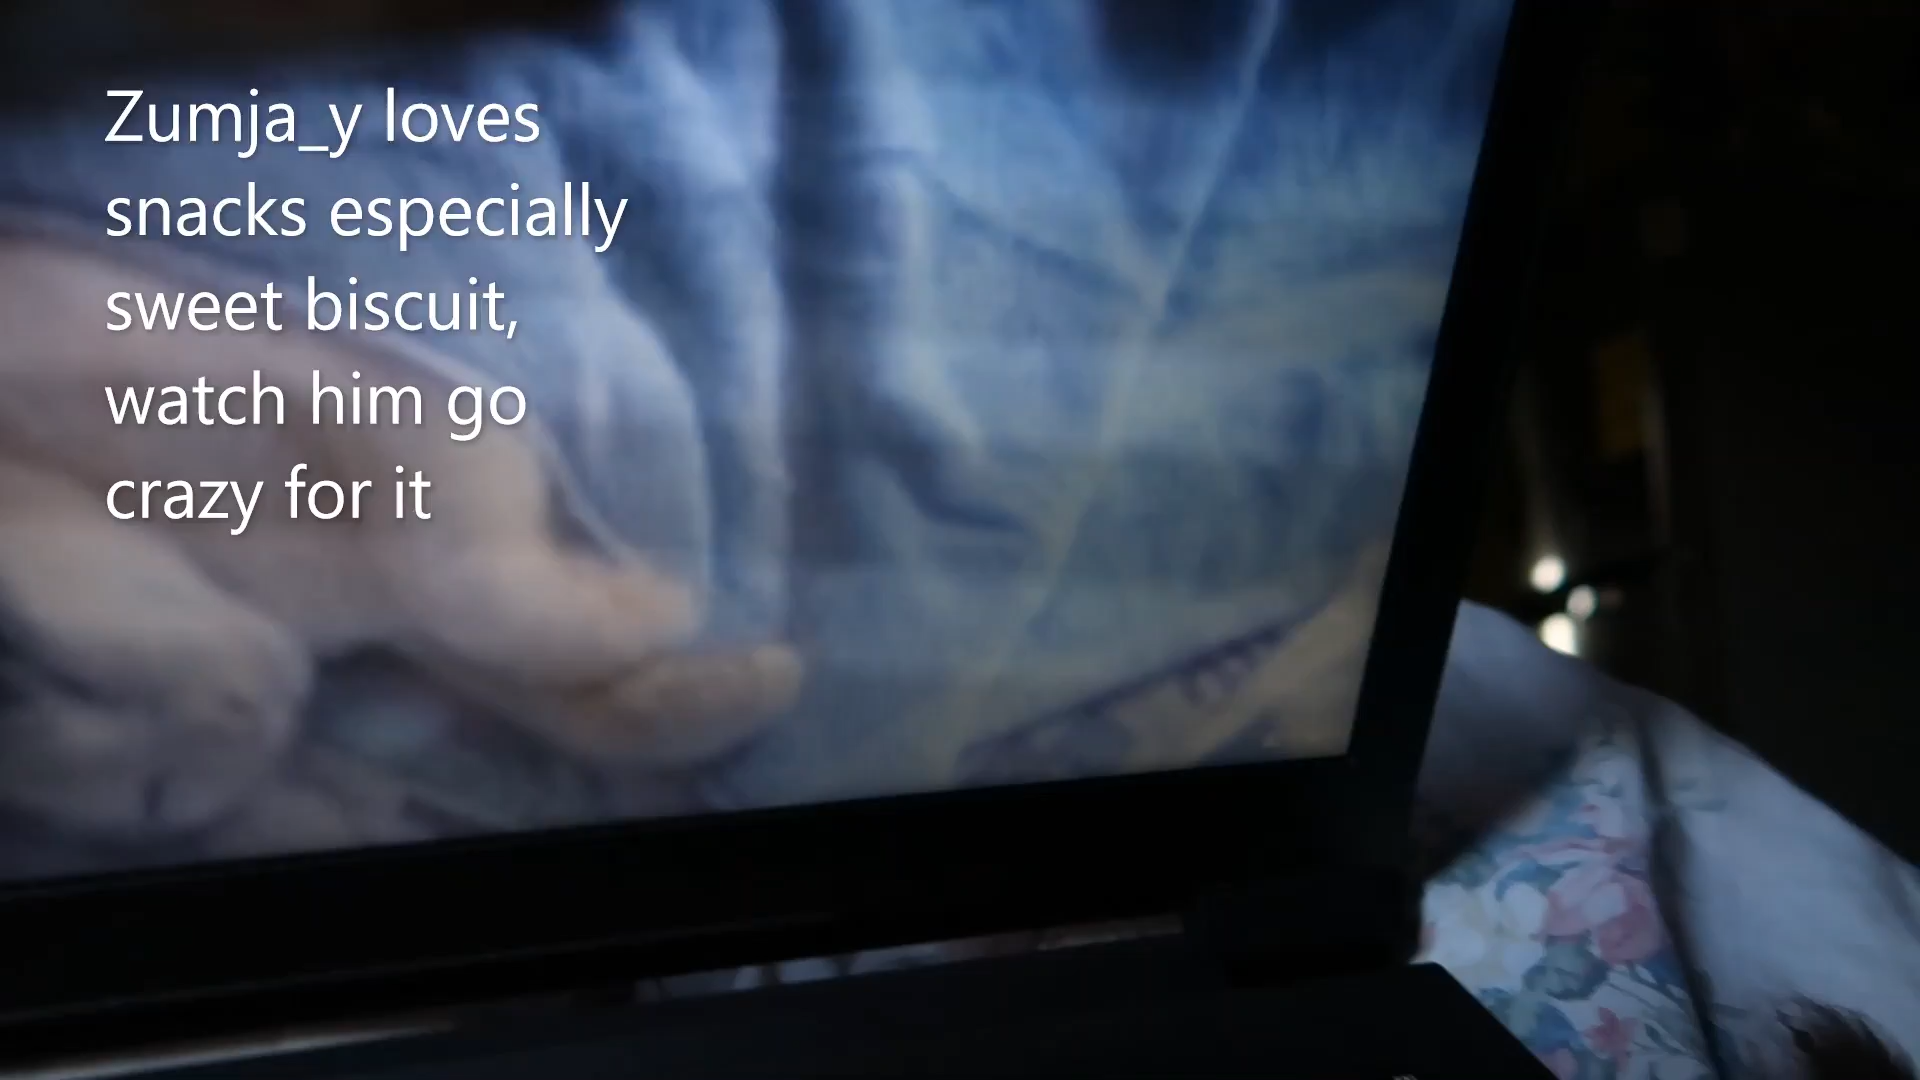 Zumja_y loves
snacks especially
sweet biscuit,
watch him go
crazy for it